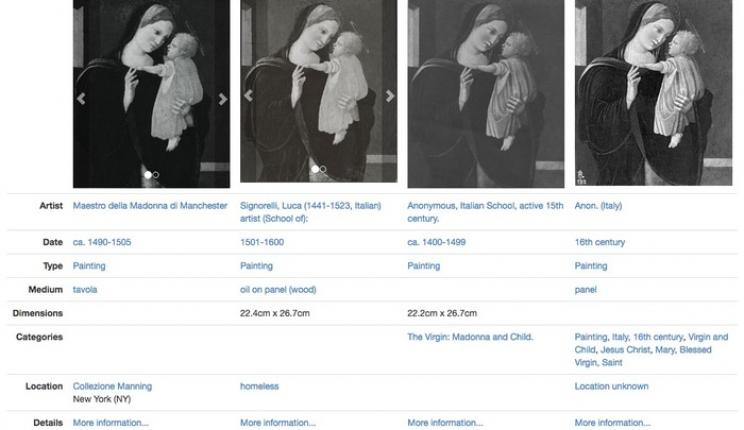 Artist Maestro della Madonna di Manchester Signorelli, Luca (1441-1523, Italian) Anonymous, Italian School, active 15th Anon. (Italy)
artist (School of): century.
Date ca. 1490-1505 1501-1600 ca. 1400-1499 16th century
Type Painting Painting Painting Painting
Medium tavola oil on panel (wood) panel
Dimensions 22.4cm x 26.7cm 22.2cm x 26.7cm
Categories The Virgin: Madonna and Child. Painting, Italy, 16th century, Virgin and
Child, Jesus Christ, Mary, Blessed
Virgin, Saint
Location Collezione Manning homeless Location unknown
New York (NY)
Details More information... More information... More information... More information...